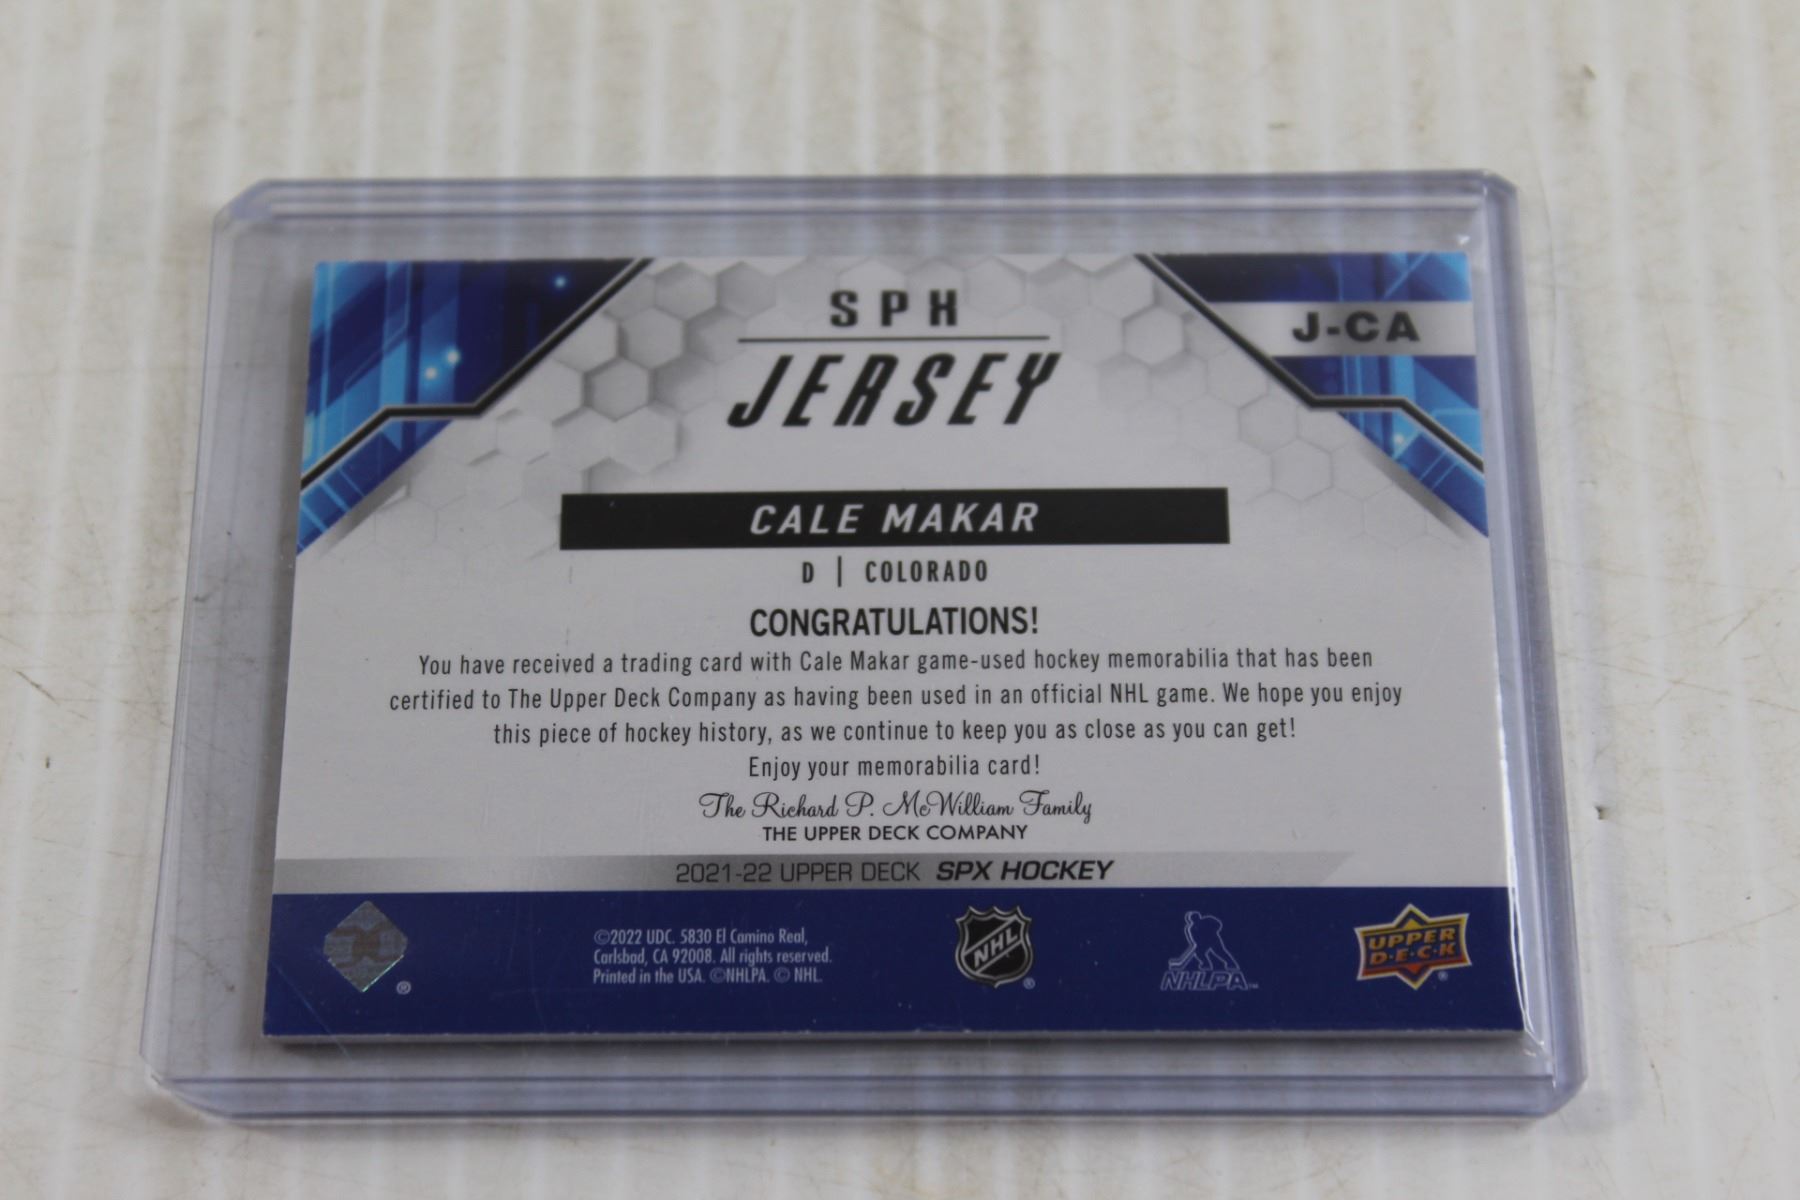 SPX
JERSEY
J-CA
CALE MAKAR
D | COLORADO
CONGRATULATIONS!
You have received a trading card with Cale Makar game-used hockey memorabilia that has been
certified to The Upper Deck Company as having been used in an official NHL game. We hope you enjoy
this piece of hockey history, as we continue to keep you as close as you can get!
Enjoy your memorabilia card!
The Richard P. McWilliam Family
THE UPPER DECK COMPANY
2021-22 UPPER DECK SPX HOCKEY
®
©2022 UDC. 5830 El Camino Real,
Carlsbad, CA 92008. All rights reserved.
Printed in the USA. ©NHLPA. © NHL.
NHL ®
NHLPA™
UPPER
D·E·C·K ®